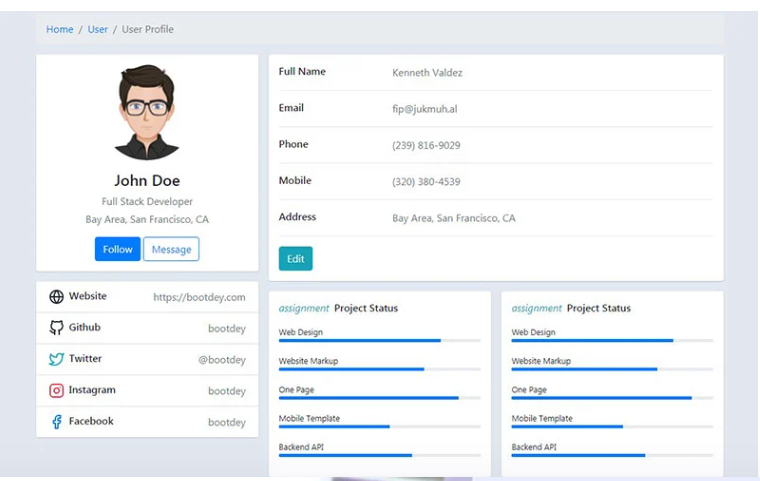 Home / User / User Profile
John Doe
Full Stack Developer
Bay Area, San Francisco, CA
Follow Message
Website https://bootdey.com
Github bootdey
Twitter @bootdey
Instagram bootdey
Facebook bootdey
Full Name Kenneth Valdez
Email fip@jukmuh.al
Phone (239) 816-9029
Mobile (320) 380-4539
Address Bay Area, San Francisco, CA
Edit
assignment Project Status
Web Design
Website Markup
One Page
Mobile Template
Backend API
assignment Project Status
Web Design
Website Markup
One Page
Mobile Template
Backend API